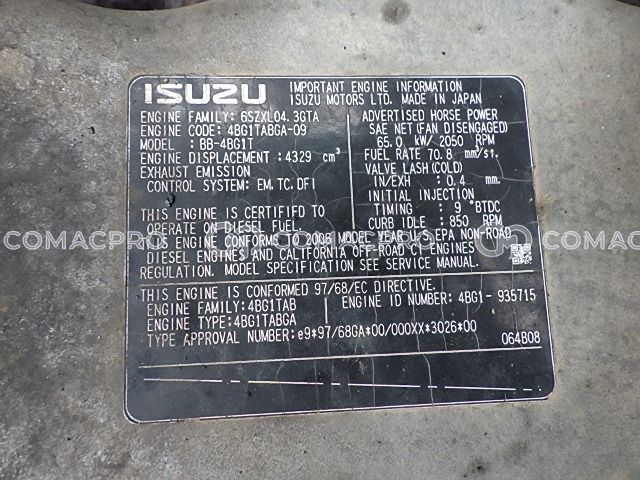 ISUZU
IMPORTANT ENGINE INFORMATION
ISUZU MOTORS LTD. MADE IN JAPAN
ENGINE FAMILY: 6SZXL04.3GTA
ENGINE CODE: 4BG1TABGA-09
MODEL : BB-4BG1T
ENGINE DISPLACEMENT:4329 cm³
EXHAUST EMISSION
CONTROL SYSTEM: EM,TC,DFI
ADVERTISED HORSE POWER
SAE NET(FAN DISENGAGED)
65.0 kW/ 2050 RPM
FUEL RATE 70.8 mm³/st.
VALVE LASH(COLD)
IN/EXH : 0.4 mm.
INITIAL INJECTION
TIMING : 9 °BTDC
CURB IDLE : 850 RPM
THIS ENGINE IS CERTIFIED TO
OPERATE ON DIESEL FUEL.
THIS ENGINE CONFORMS TO 2006 MODEL YEAR U.S.EPA NON-ROAD
DIESEL ENGINES AND CALIFORNIA OFF-ROAD CI ENGINES
REGULATION. MODEL SPECIFICATION SEE SERVICE MANUAL.
THIS ENGINE IS CONFORMED 97/68/EC DIRECTIVE.
ENGINE FAMILY:4BG1TAB
ENGINE ID NUMBER: 4BG1- 935715
ENGINE TYPE:4BG1TABGA
TYPE APPROVAL NUMBER:e9*97/68GA*00/000XX*3026*00
064B08
COMACPRO COMACPRO COMACPRO